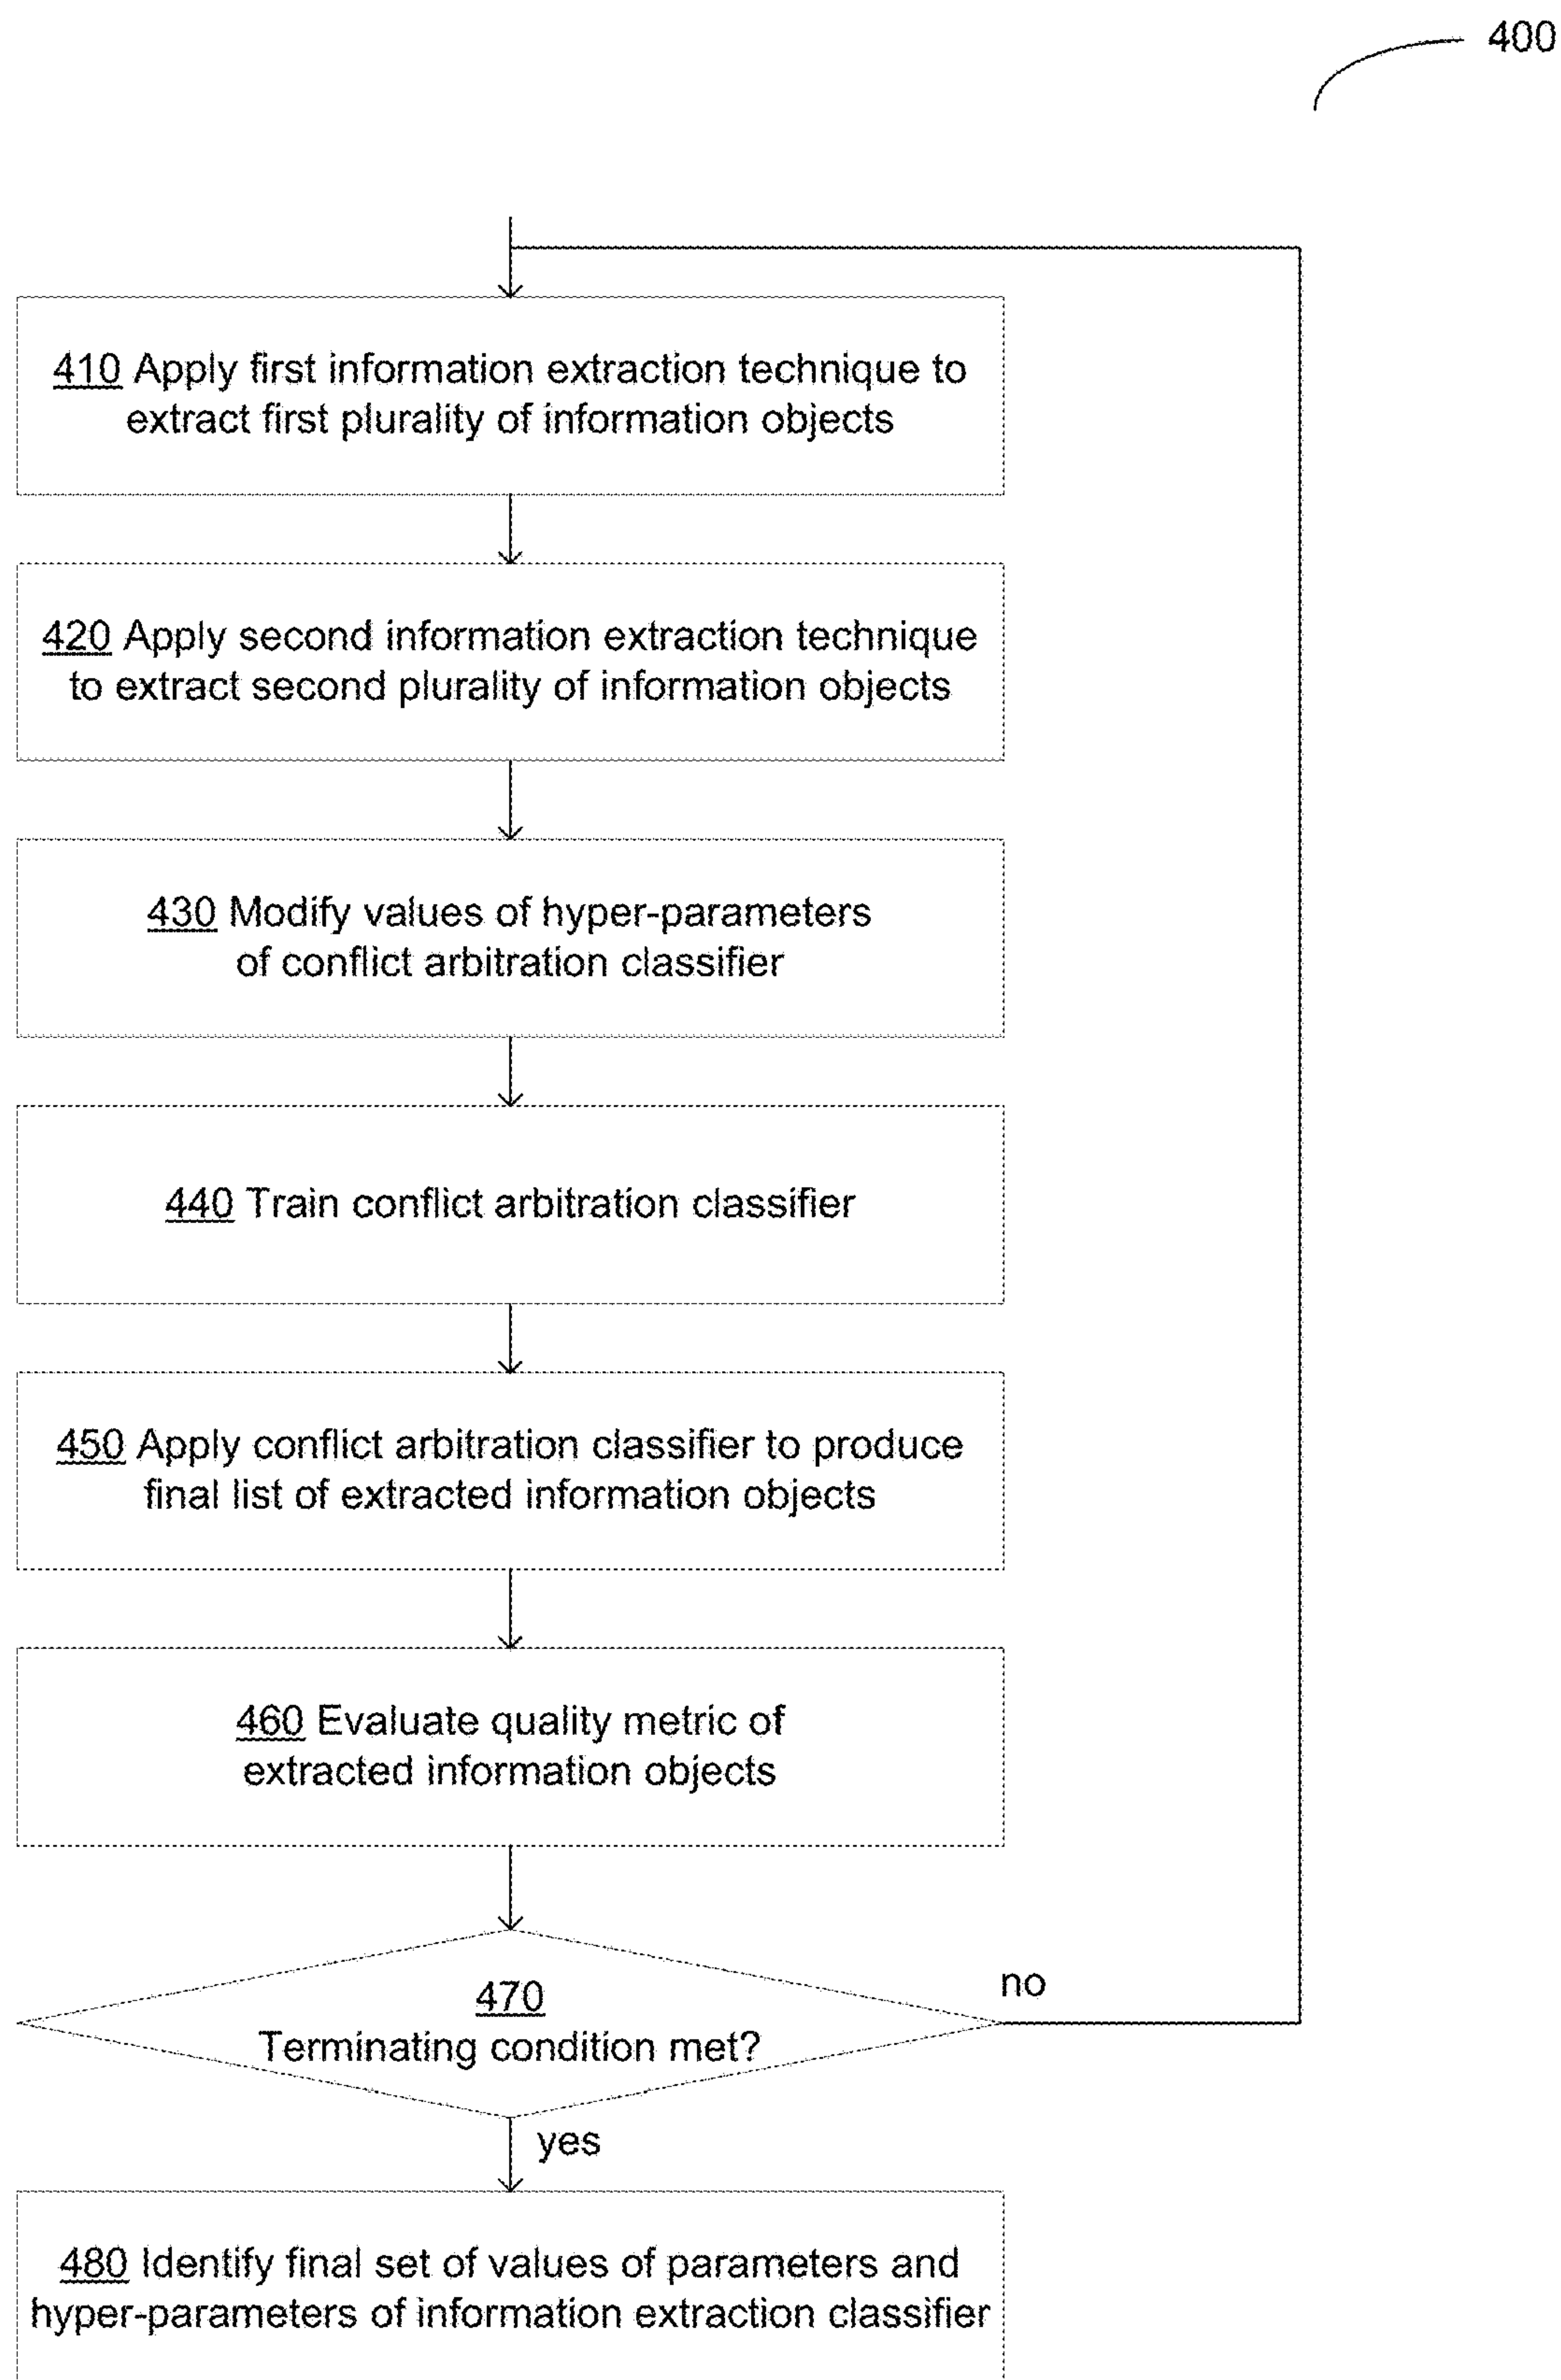 400
410 Apply first information extraction technique to
extract first plurality of information objects
420 Apply second information extraction technique
to extract second plurality of information objects
430 Modify values of hyper-parameters
of conflict arbitration classifier
440 Train conflict arbitration classifier
450 Apply conflict arbitration classifier to produce
final list of extracted information objects
460 Evaluate quality metric of
extracted information objects
470
Terminating condition met?
no
yes
480 Identify final set of values of parameters and
hyper-parameters of information extraction classifier